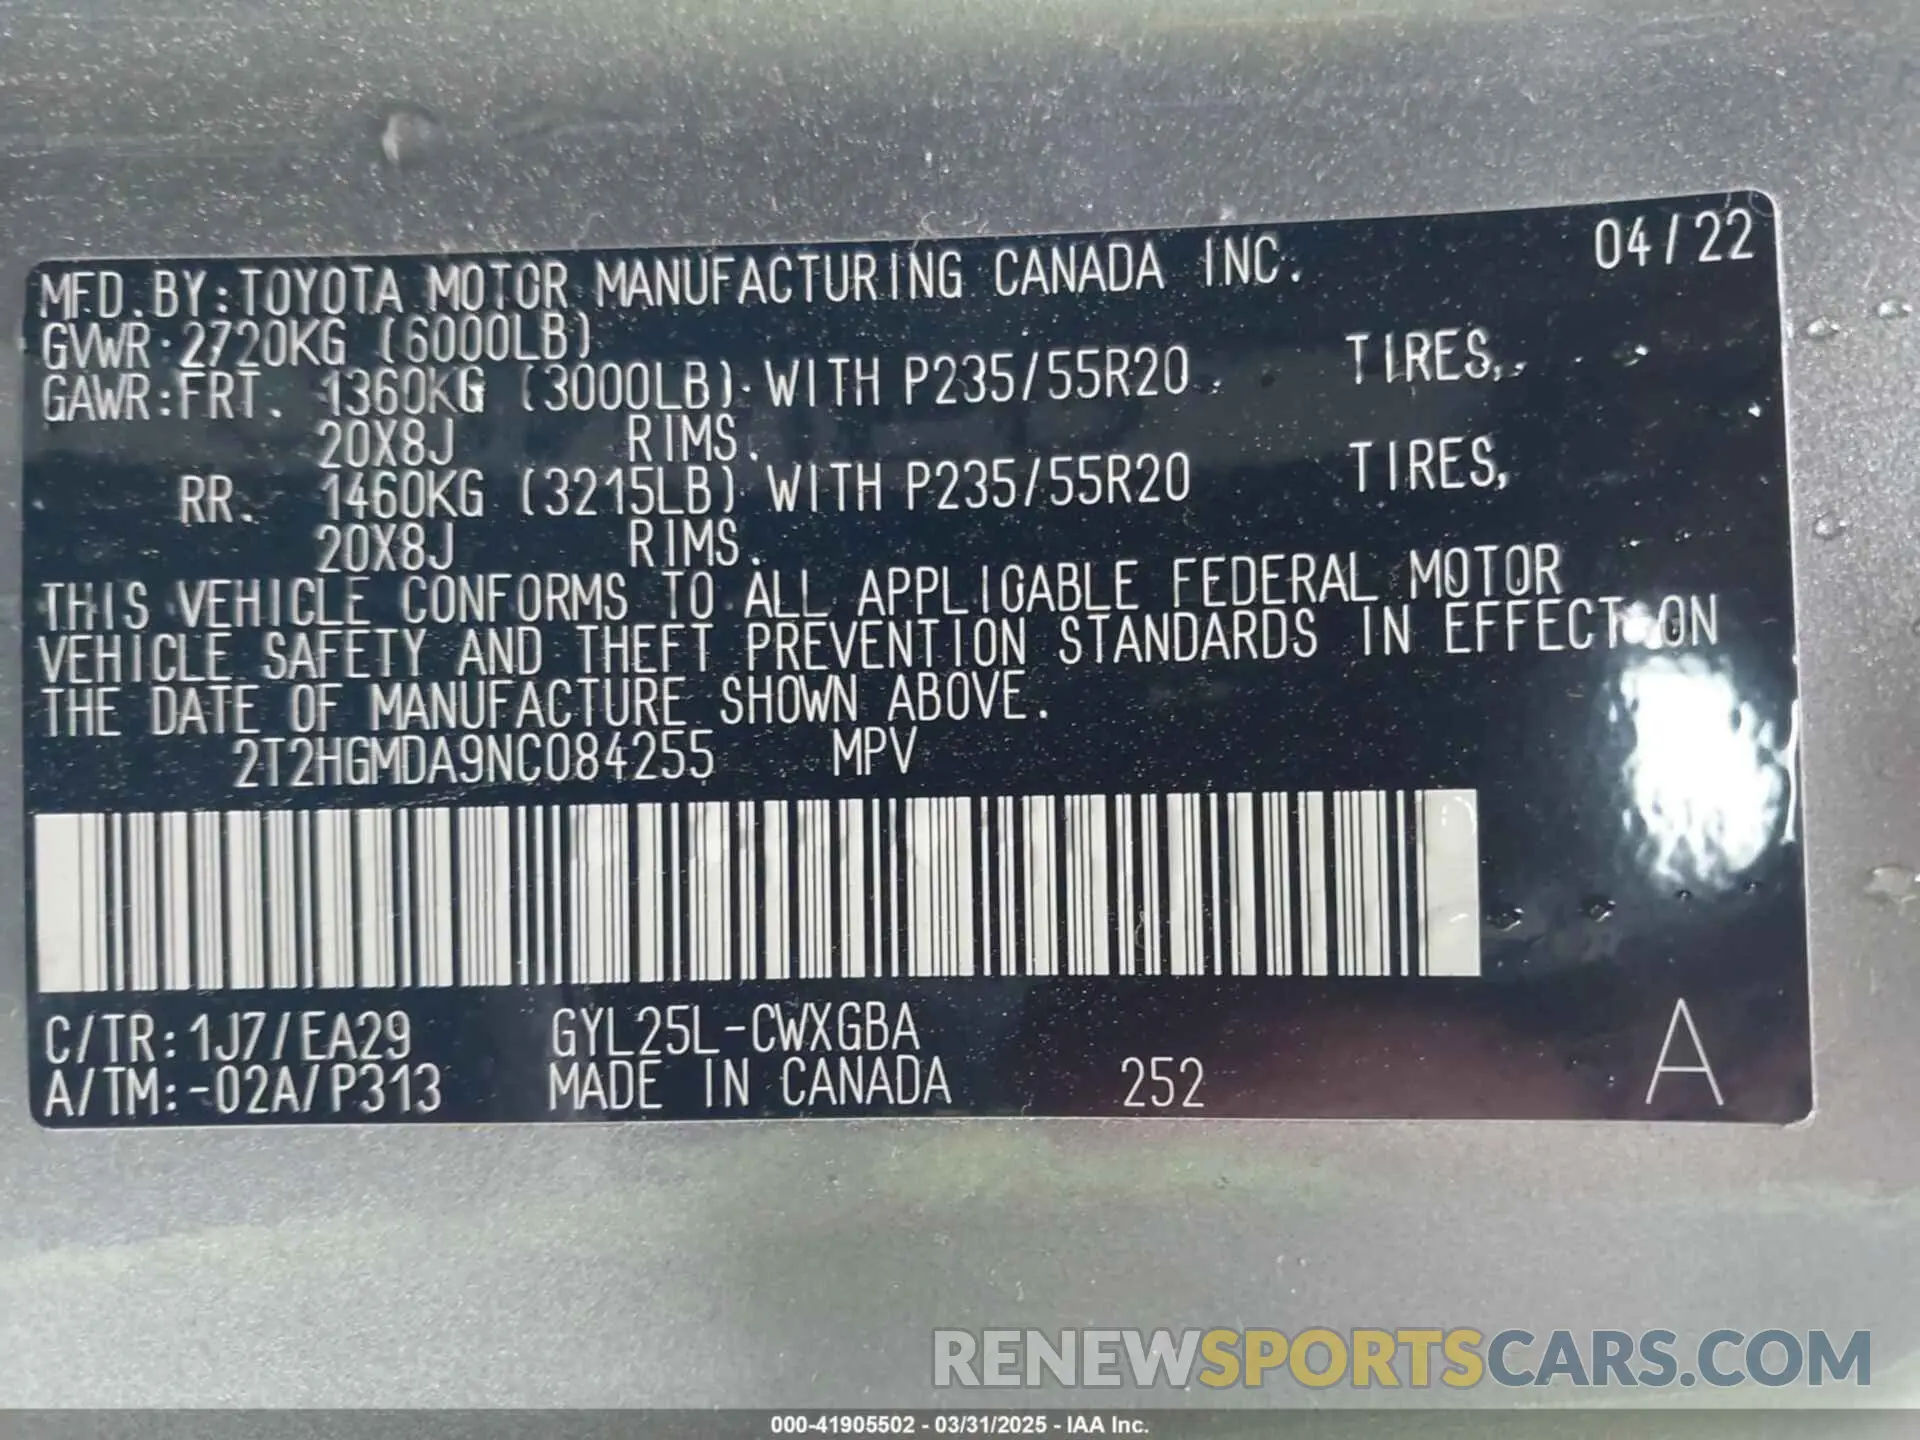 MFD. BY: TOYOTA MOTOR MANUFACTURING CANADA INC. 04/22
GVWR: 2720KG (6000LB)
GAWR: FRT. 1360KG (3000LB) WITH P235/55R20 TIRES,
20X8J RIMS.
RR. 1460KG (3215LB) WITH P235/55R20 TIRES,
20X8J RIMS.
THIS VEHICLE CONFORMS TO ALL APPLICABLE FEDERAL MOTOR
VEHICLE SAFETY AND THEFT PREVENTION STANDARDS IN EFFECT ON
THE DATE OF MANUFACTURE SHOWN ABOVE.
2T2HGMDA9NC084255 MPV
C/TR: 1J7/EA29 GYL25L-CWXGBA
A/TM: -02A/P313 MADE IN CANADA 252 A
RENEWSPORTSCARS.COM
000-41905502 - 03/31/2025 - IAA Inc.